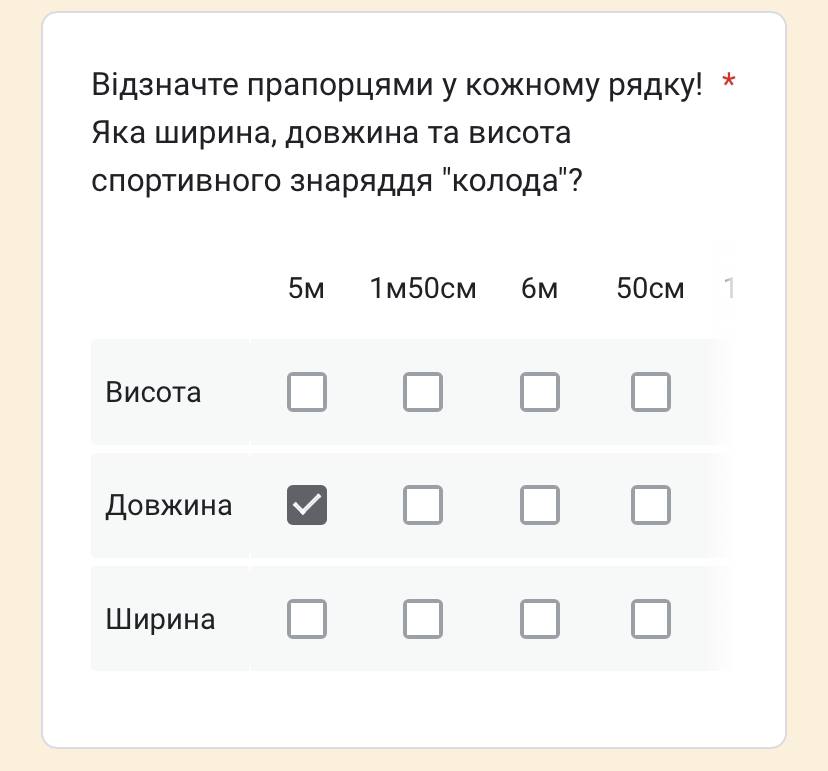 Відзначте прапорцями у кожному рядку! *
Яка ширина, довжина та висота
спортивного знаряддя "колода"?
5м 1м50см 6м 50см 1
Висота
Довжина
Ширина